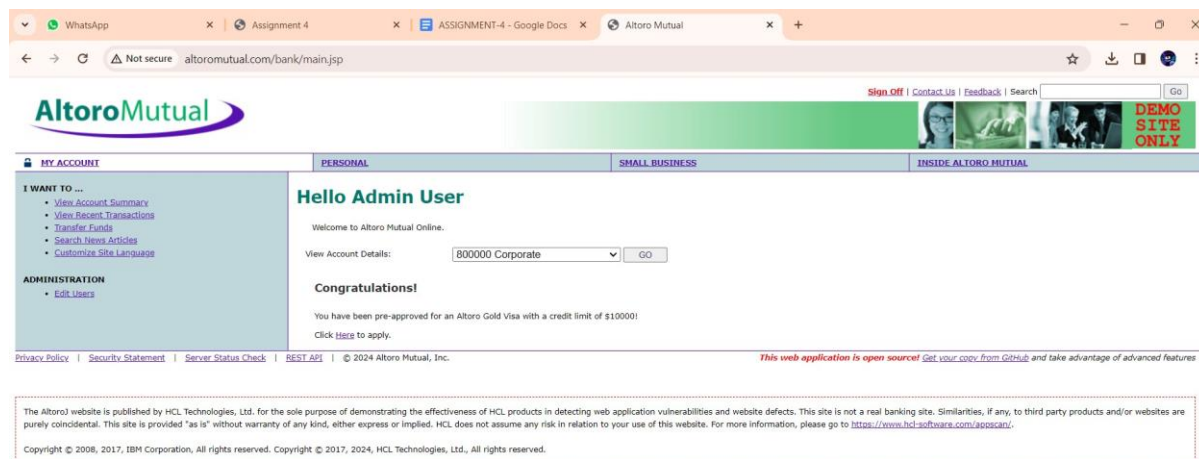 WhatsApp
Assignment 4
ASSIGNMENT-4 - Google Docs
Altoro Mutual
Not secure altoromutual.com/bank/main.jsp
Sign Off | Contact Us | Feedback | Search Go
AltoroMutual
DEMO
SITE
ONLY
MY ACCOUNT PERSONAL SMALL BUSINESS INSIDE ALTORO MUTUAL
I WANT TO ...
View Account Summary
View Recent Transactions
Transfer Funds
Search News Articles
Customize Site Language
ADMINISTRATION
Edit Users
Hello Admin User
Welcome to Altoro Mutual Online.
View Account Details: 800000 Corporate GO
Congratulations!
You have been pre-approved for an Altoro Gold Visa with a credit limit of $10000!
Click Here to apply.
Privacy Policy | Security Statement | Server Status Check | REST API | © 2024 Altoro Mutual, Inc.
This web application is open source! Get your copy from GitHub and take advantage of advanced features
The AltoroJ website is published by HCL Technologies, Ltd. for the sole purpose of demonstrating the effectiveness of HCL products in detecting web application vulnerabilities and website defects. This site is not a real banking site. Similarities, if any, to third party products and/or websites are
purely coincidental. This site is provided "as is" without warranty of any kind, either express or implied. HCL does not assume any risk in relation to your use of this website. For more information, please go to https://www.hcl-software.com/appscan/.
Copyright © 2008, 2017, IBM Corporation, All rights reserved. Copyright © 2017, 2024, HCL Technologies, Ltd., All rights reserved.